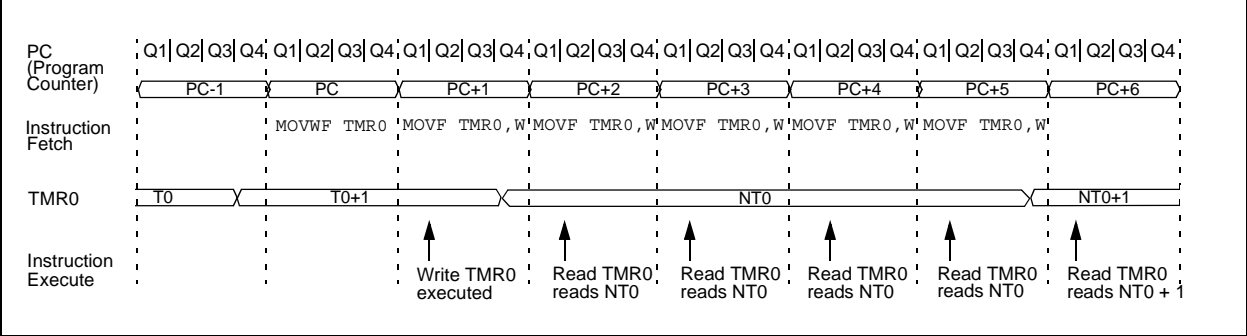 PC
(Program
Counter)
Q1 Q2 Q3 Q4 Q1 Q2 Q3 Q4 Q1 Q2 Q3 Q4 Q1 Q2 Q3 Q4 Q1 Q2 Q3 Q4 Q1 Q2 Q3 Q4 Q1 Q2 Q3 Q4 Q1 Q2 Q3 Q4
PC-1 PC PC+1 PC+2 PC+3 PC+4 PC+5 PC+6
Instruction
Fetch
MOVWF TMR0 MOVF TMR0,W MOVF TMR0,W MOVF TMR0,W MOVF TMR0,W MOVF TMR0,W
TMR0
T0 T0+1 NT0 NT0+1
Instruction
Execute
Write TMR0
executed
Read TMR0
reads NT0
Read TMR0
reads NT0
Read TMR0
reads NT0
Read TMR0
reads NT0
Read TMR0
reads NT0 + 1